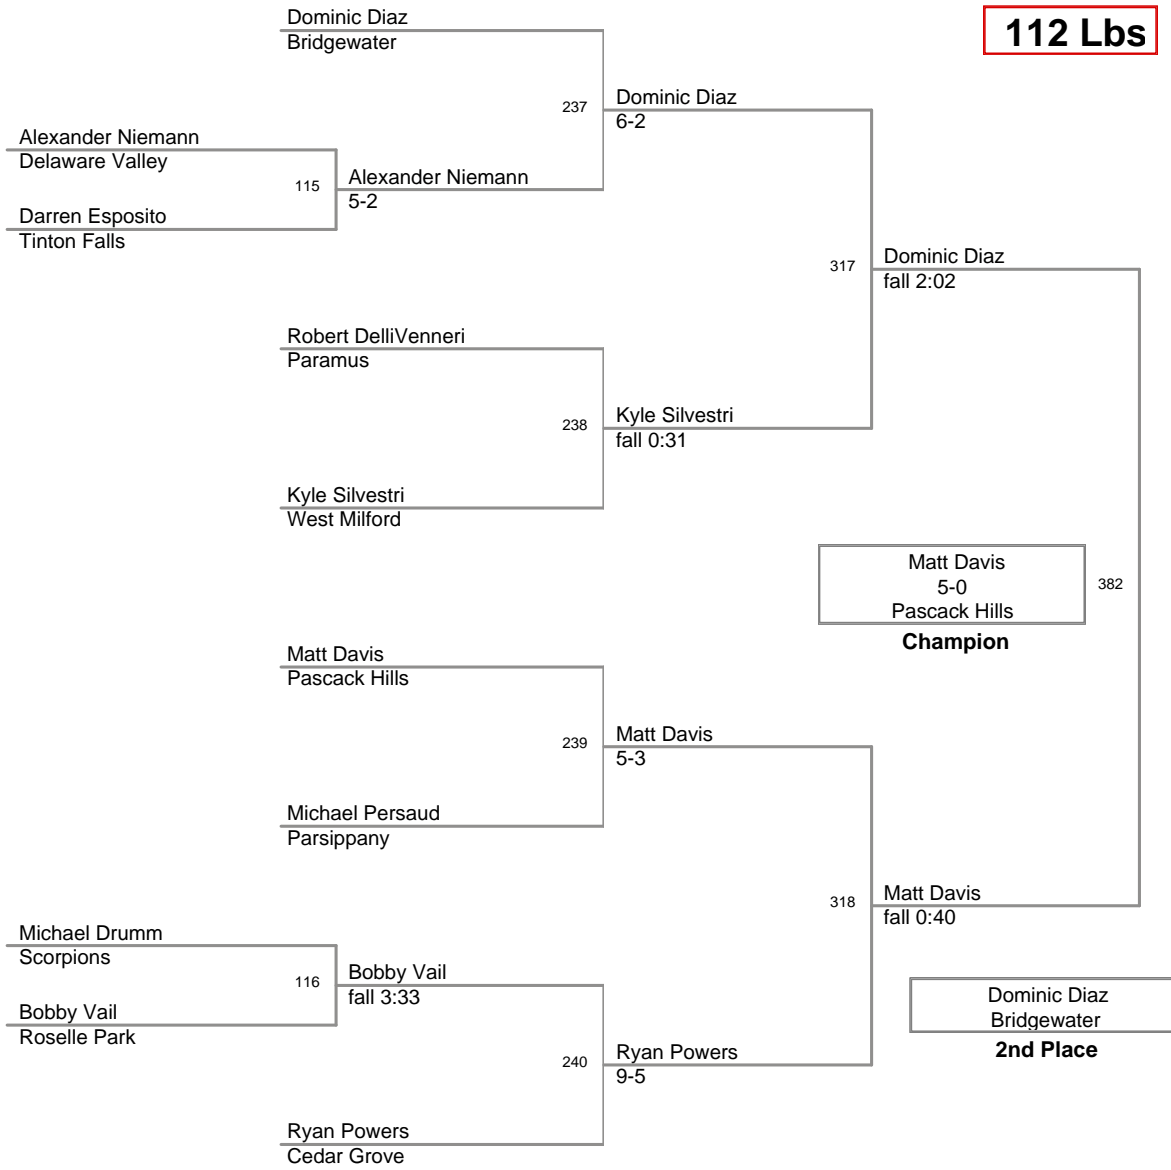 Dominic Diaz
Bridgewater
112 Lbs
237
Dominic Diaz
6-2
Alexander Niemann
Delaware Valley
115
Alexander Niemann
5-2
Darren Esposito
Tinton Falls
317
Dominic Diaz
fall 2:02
Robert DelliVenneri
Paramus
238
Kyle Silvestri
fall 0:31
Kyle Silvestri
West Milford
Matt Davis
5-0
Pascack Hills
382
Champion
Matt Davis
Pascack Hills
239
Matt Davis
5-3
Michael Persaud
Parsippany
318
Matt Davis
fall 0:40
Michael Drumm
Scorpions
116
Bobby Vail
fall 3:33
Bobby Vail
Roselle Park
Dominic Diaz
Bridgewater
2nd Place
240
Ryan Powers
9-5
Ryan Powers
Cedar Grove